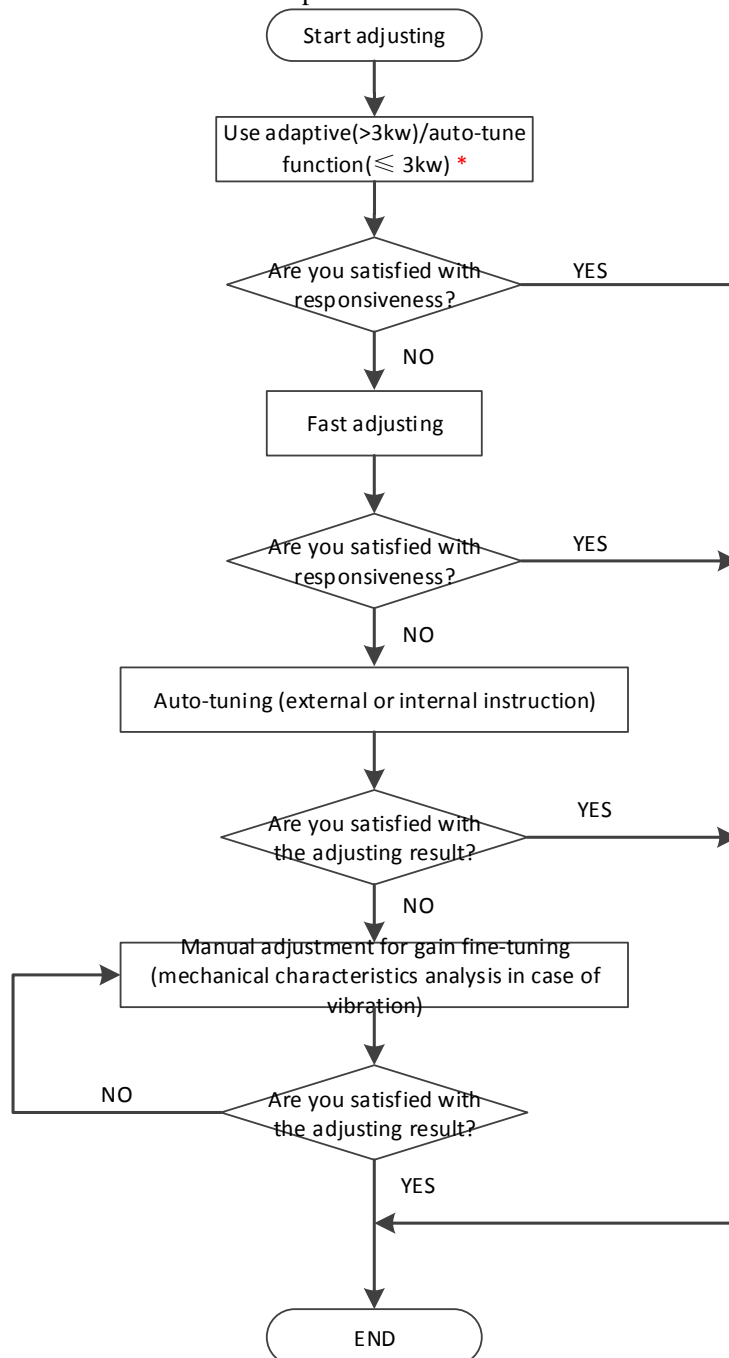 Start adjusting
Use adaptive(>3kw)/auto-tune
function(≦ 3kw) *
Are you satisfied with
responsiveness?
YES
NO
Fast adjusting
Are you satisfied with
responsiveness?
YES
NO
Auto-tuning (external or internal instruction)
Are you satisfied with
the adjusting result?
YES
NO
Manual adjustment for gain fine-tuning
(mechanical characteristics analysis in case of
vibration)
NO
Are you satisfied with
the adjusting result?
YES
END